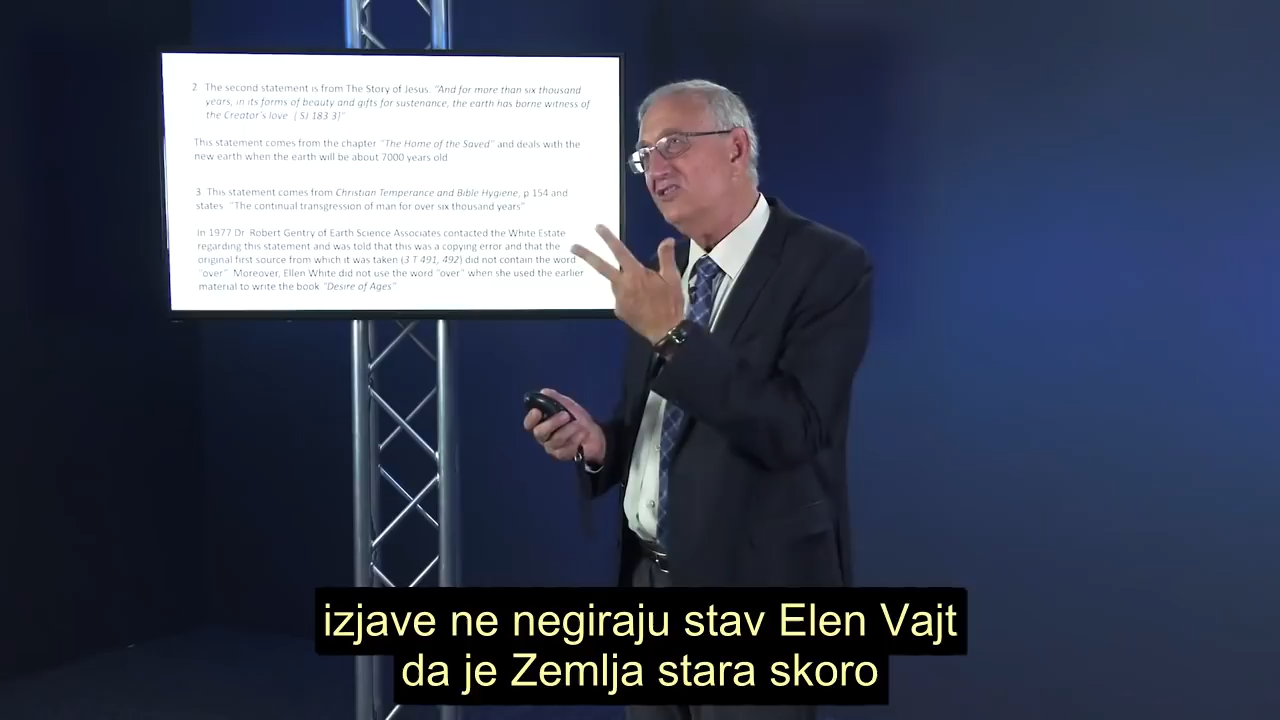 2 The second statement is from The Story of Jesus. "And for more than six thousand
years, in its forms of beauty and gifts for sustenance, the earth has borne witness of
the Creator's love. { SJ 183 3}"
This statement comes from the chapter "The Home of the Saved" and deals with the
new earth when the earth will be about 7000 years old
3 This statement comes from Christian Temperance and Bible Hygiene, p 154 and
states "The continual transgression of man for over six thousand years"
In 1977 Dr. Robert Gentry of Earth Science Associates contacted the White Estate
regarding this statement and was told that this was a copying error and that the
original first source from which it was taken (3 T 491, 492) did not contain the word
"over" Moreover, Ellen White did not use the word "over" when she used the earlier
material to write the book "Desire of Ages"
izjave ne negiraju stav Elen Vajt
da je Zemlja stara skoro